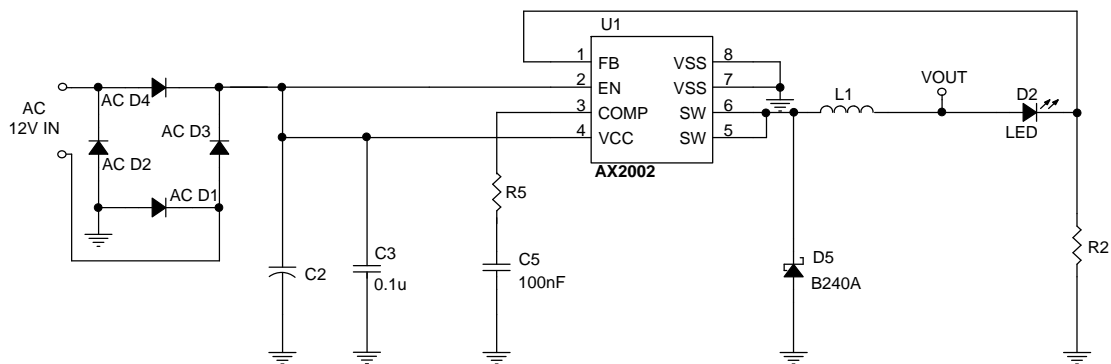 U1
1 FB VSS 8
2 EN VSS 7
3 COMP SW 6
4 VCC SW 5
AX2002
AC
12V IN
AC D4
AC D3
AC D2
AC D1
C2
C3
0.1u
R5
C5
100nF
L1
VOUT
D2
LED
D5
B240A
R2